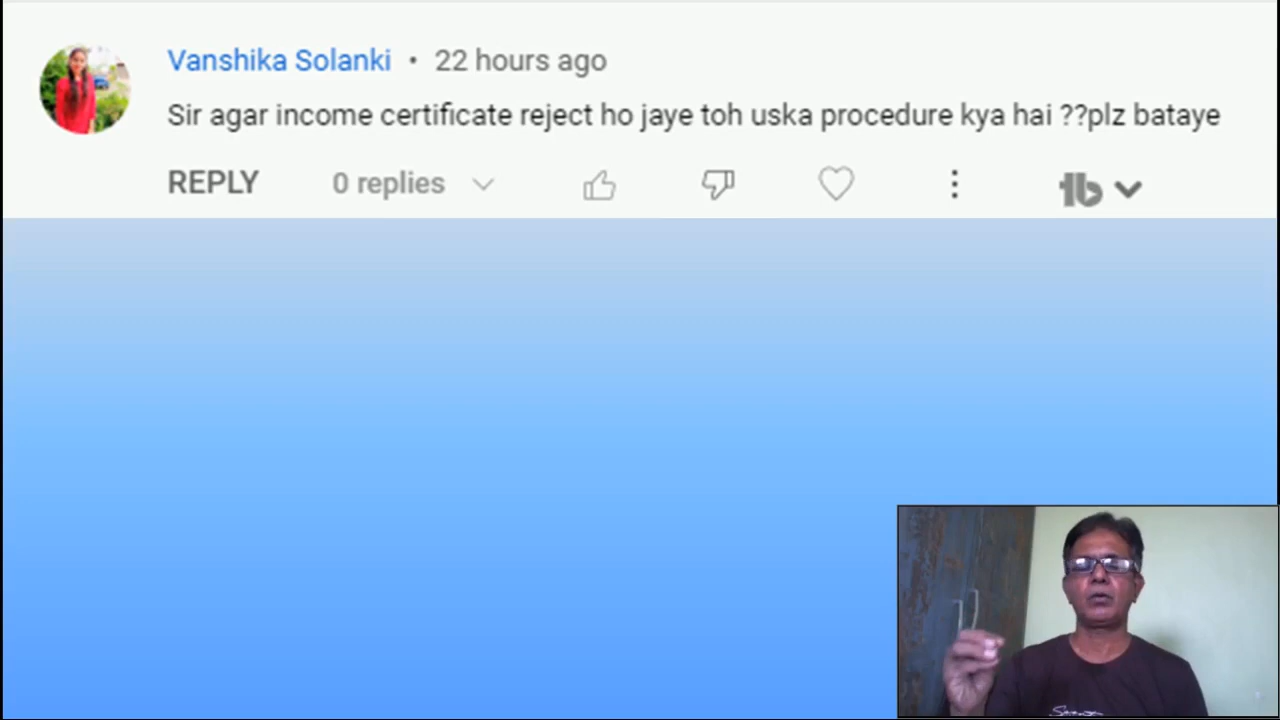 Vanshika Solanki • 22 hours ago
Sir agar income certificate reject ho jaye toh uska procedure kya hai ??plz bataye
REPLY 0 replies